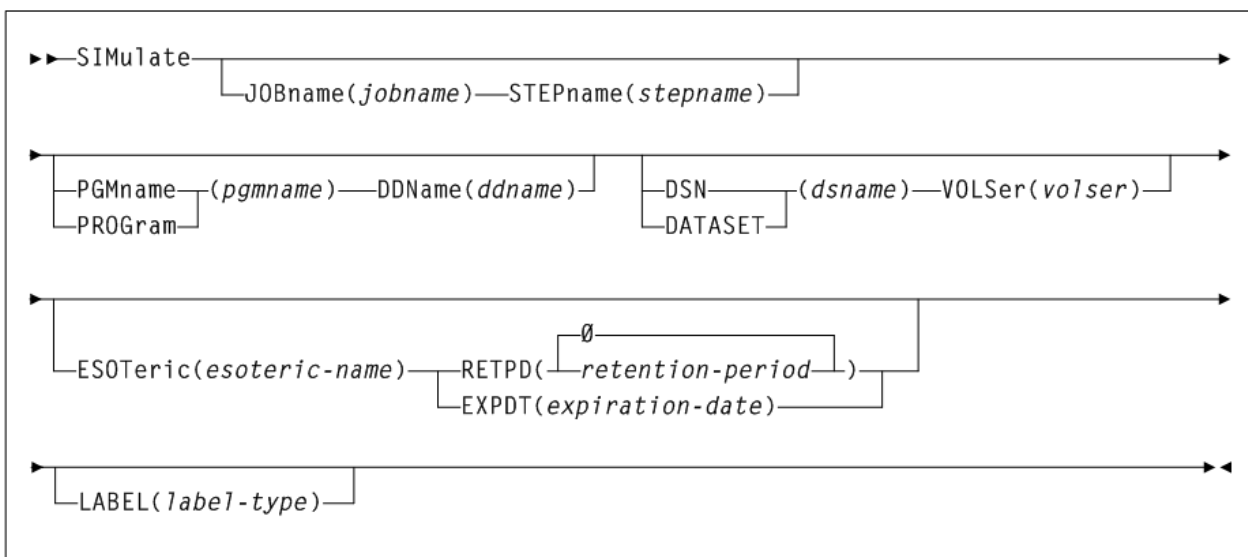 SIMulate
JOBname(jobname) STEPname(stepname)
PGMname (pgmname) DDName(ddname) DSN (dsname) VOLSer(volser)
PROGram DATASET
0
ESOTeric(esoteric-name) RETPD( retention-period )
EXPDT(expiration-date)
LABEL(label-type)